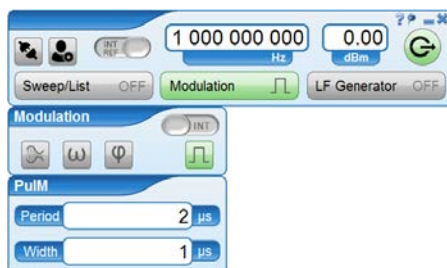 ? ?
INT REF 1 000 000 000 0.00
Hz dBm
Sweep/List OFF Modulation LF Generator OFF
Modulation
INT
ω φ
PulM
Period 2 µs
Width 1 µs